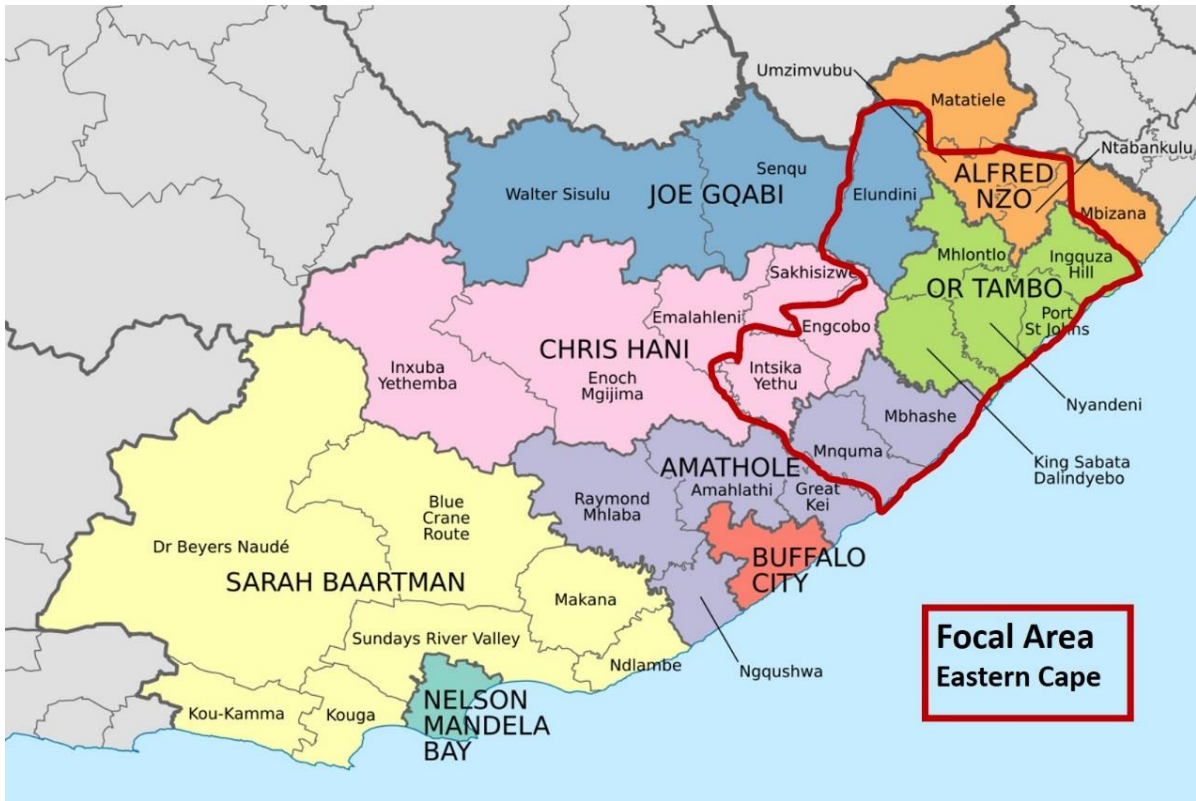 Umzimvubu
Matatiele
Ntabankulu
ALFRED
NZO
Mbizana
Walter Sisulu
JOE GQABI
Senqu
Elundini
Mhlontlo
Ingquza
Hill
OR TAMBO
Port
St Johns
Nyandeni
King Sabata
Dalindyebo
Sakhisizwe
Emalahleni
Engcobo
CHRIS HANI
Inxuba
Yethemba
Enoch
Mgijima
Intsika
Yethu
Mbhashe
Mnquma
AMATHOLE
Amahlathi
Great
Kei
Raymond
Mhlaba
Blue
Crane
Route
Dr Beyers Naudé
SARAH BAARTMAN
BUFFALO
CITY
Makana
Sundays River Valley
Ndlambe
Ngqushwa
Kou-Kamma
Kouga
NELSON
MANDELA
BAY
Focal Area
Eastern Cape